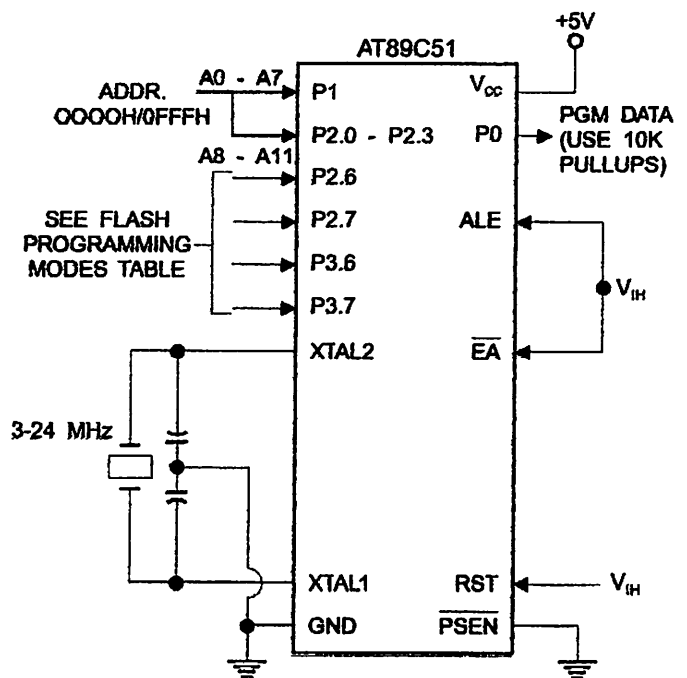 AT89C51
+5V
A0 - A7
ADDR.
OOOOH/0FFFH
P1
VCC
P2.0 - P2.3
P0
PGM DATA
(USE 10K
PULLUPS)
A8 - A11
P2.6
SEE FLASH
PROGRAMMING
MODES TABLE
P2.7
ALE
P3.6
P3.7
VIH
XTAL2
EA
3-24 MHz
XTAL1
RST
VIH
GND
PSEN